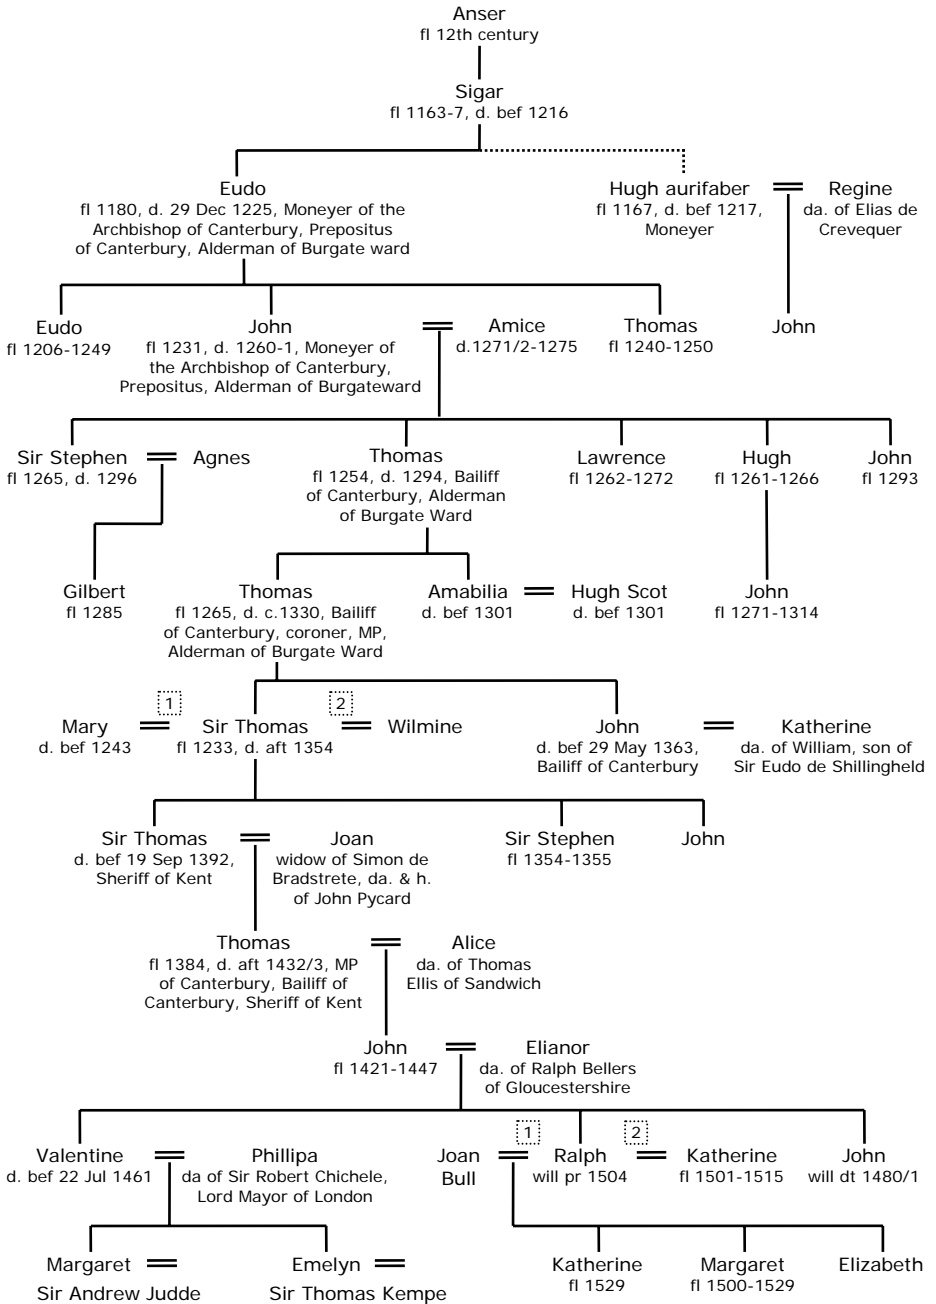 Anser
fl 12th century
Sigar
fl 1163-7, d. bef 1216
Eudo
fl 1180, d. 29 Dec 1225, Moneyer of the
Archbishop of Canterbury, Prepositus
of Canterbury, Alderman of Burgate ward
Hugh aurifaber
fl 1167, d. bef 1217,
Moneyer
Regine
da. of Elias de
Crevequer
Eudo
fl 1206-1249
John
fl 1231, d. 1260-1, Moneyer of
the Archbishop of Canterbury,
Prepositus, Alderman of Burgateward
Amice
d.1271/2-1275
Thomas
fl 1240-1250
John
Sir Stephen
fl 1265, d. 1296
Agnes
Thomas
fl 1254, d. 1294, Bailiff
of Canterbury, Alderman
of Burgate Ward
Lawrence
fl 1262-1272
Hugh
fl 1261-1266
John
fl 1293
Gilbert
fl 1285
Thomas
fl 1265, d. c.1330, Bailiff
of Canterbury, coroner, MP,
Alderman of Burgate Ward
Amabilia
d. bef 1301
Hugh Scot
d. bef 1301
John
fl 1271-1314
Mary
d. bef 1243
1
Sir Thomas
fl 1233, d. aft 1354
2
Wilmine
John
d. bef 29 May 1363,
Bailiff of Canterbury
Katherine
da. of William, son of
Sir Eudo de Shillingheld
Sir Thomas
d. bef 19 Sep 1392,
Sheriff of Kent
Joan
widow of Simon de
Bradstrete, da. & h.
of John Pycard
Sir Stephen
fl 1354-1355
John
Thomas
fl 1384, d. aft 1432/3, MP
of Canterbury, Bailiff of
Canterbury, Sheriff of Kent
Alice
da. of Thomas
Ellis of Sandwich
John
fl 1421-1447
Elianor
da. of Ralph Bellers
of Gloucestershire
Valentine
d. bef 22 Jul 1461
Phillipa
da of Sir Robert Chichele,
Lord Mayor of London
Joan
Bull
1
Ralph
will pr 1504
2
Katherine
fl 1501-1515
John
will dt 1480/1
Margaret
Sir Andrew Judde
Emelyn
Sir Thomas Kempe
Katherine
fl 1529
Margaret
fl 1500-1529
Elizabeth